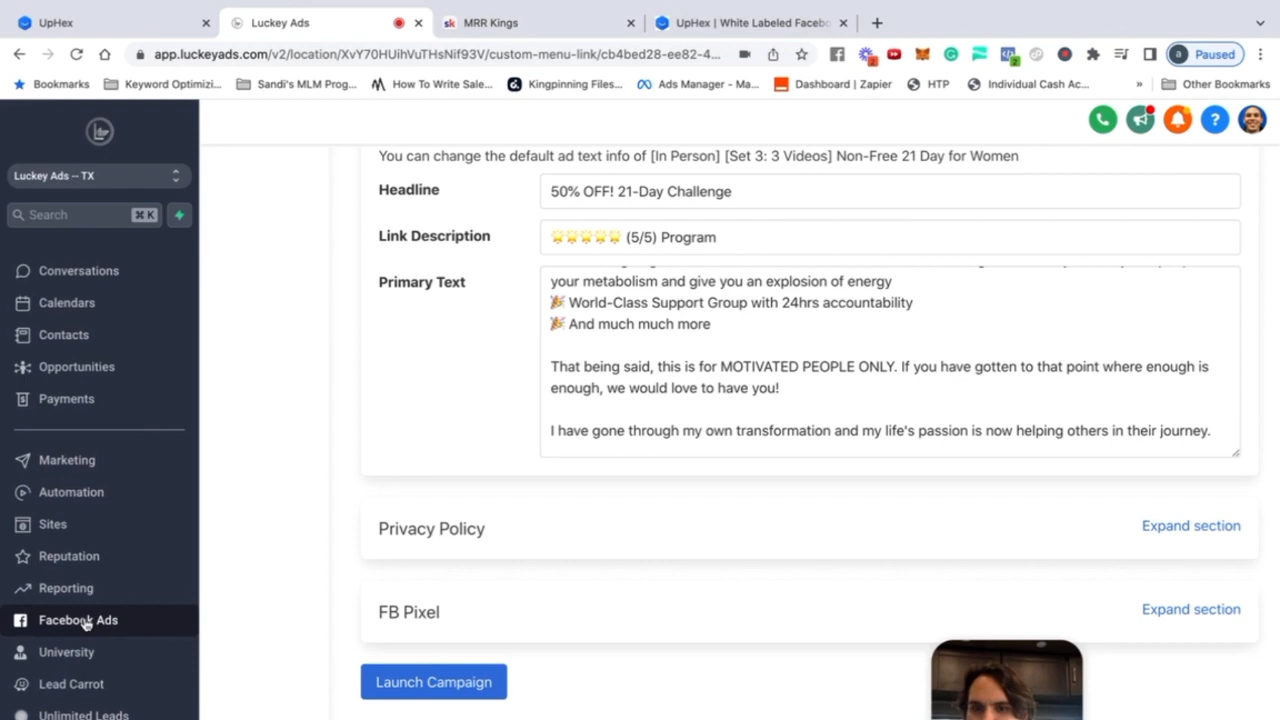 UpHex
Luckey Ads
MRR Kings
UpHex | White Labeled Facebo
app.luckeyads.com/v2/location/XvY70HUihVuTHsNif93V/custom-menu-link/cb4bed28-ee82-4...
2
2
a Paused
Bookmarks
Keyword Optimizi...
Sandi's MLM Prog...
How To Write Sale...
Kingpinning Files...
Ads Manager - Ma...
Dashboard | Zapier
HTP
Individual Cash Ac...
»
Other Bookmarks
Luckey Ads -- TX
Search
⌘ K
Conversations
Calendars
Contacts
Opportunities
Payments
Marketing
Automation
Sites
Reputation
Reporting
Facebook Ads
University
Lead Carrot
Unlimited Leads
You can change the default ad text info of [In Person] [Set 3: 3 Videos] Non-Free 21 Day for Women
Headline
50% OFF! 21-Day Challenge
Link Description
🌟🌟🌟🌟🌟 (5/5) Program
Primary Text
your metabolism and give you an explosion of energy
🎉 World-Class Support Group with 24hrs accountability
🎉 And much much more
That being said, this is for MOTIVATED PEOPLE ONLY. If you have gotten to that point where enough is
enough, we would love to have you!
I have gone through my own transformation and my life's passion is now helping others in their journey.
Privacy Policy
Expand section
FB Pixel
Expand section
Launch Campaign